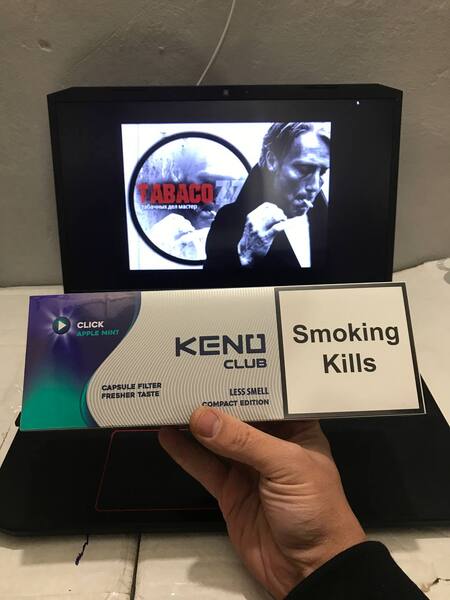 TABACO
табачных дел мастер
CLICK
APPLE MINT
KENO
CLUB
CAPSULE FILTER
FRESHER TASTE
LESS SMELL
COMPACT EDITION
Smoking
Kills